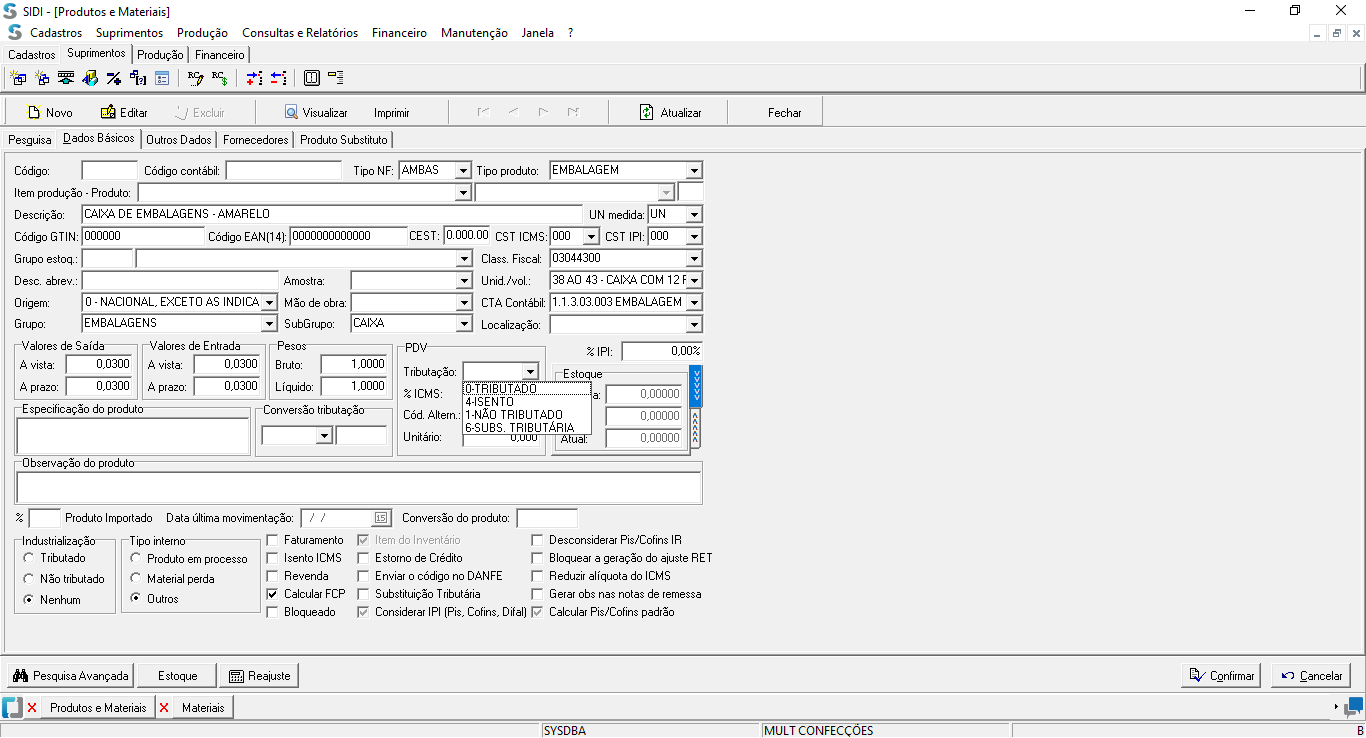 SIDI - [Produtos e Materiais]
Cadastros Suprimentos Produção Consultas e Relatórios Financeiro Manutenção Janela ?
Cadastros Suprimentos Produção Financeiro
Novo Editar Excluir Visualizar Imprimir Atualizar Fechar
Pesquisa Dados Básicos Outros Dados Fornecedores Produto Substituto
Código: Código contábil: Tipo NF: AMBAS Tipo produto: EMBALAGEM
Item produção - Produto:
Descrição: CAIXA DE EMBALAGENS - AMARELO UN medida: UN
Código GTIN: 000000 Código EAN(14): 0000000000000 CEST: 0.000.00 CST ICMS: 000 CST IPI: 000
Grupo estoq.: Class. Fiscal: 03044300
Desc. abrev.: Amostra: Unid./vol.: 38 AO 43 - CAIXA COM 12 F
Origem: 0 - NACIONAL, EXCETO AS INDICA Mão de obra: CTA Contábil: 1.1.3.03.003 EMBALAGEM
Grupo: EMBALAGENS SubGrupo: CAIXA Localização:
Valores de Saída Valores de Entrada Pesos PDV % IPI: 0,00%
A vista: 0,0300 A vista: 0,0300 Bruto: 1,0000 Tributação: Estoque
A prazo: 0,0300 A prazo: 0,0300 Líquido: 1,0000 % ICMS: 0-TRIBUTADO a: 0,00000
4-ISENTO
Especificação do produto Conversão tributação Cód. Altern.: 1-NÃO TRIBUTADO 0,00000
6-SUBS. TRIBUTÁRIA
Unitário: 0,000 Atual: 0,00000
Observação do produto
% Produto Importado Data última movimentação: / / 15 Conversão do produto:
Industrialização Tipo interno Faturamento Item do Inventário Desconsiderar Pis/Cofins IR
Tributado Produto em processo Isento ICMS Estorno de Crédito Bloquear a geração do ajuste RET
Não tributado Material perda Revenda Enviar o código no DANFE Reduzir alíquota do ICMS
Nenhum Outros Calcular FCP Substituição Tributária Gerar obs nas notas de remessa
Bloqueado Considerar IPI (Pis, Cofins, Difal) Calcular Pis/Cofins padrão
Pesquisa Avançada Estoque Reajuste Confirmar Cancelar
Produtos e Materiais Materiais
SYSDBA MULT CONFECÇÕES B